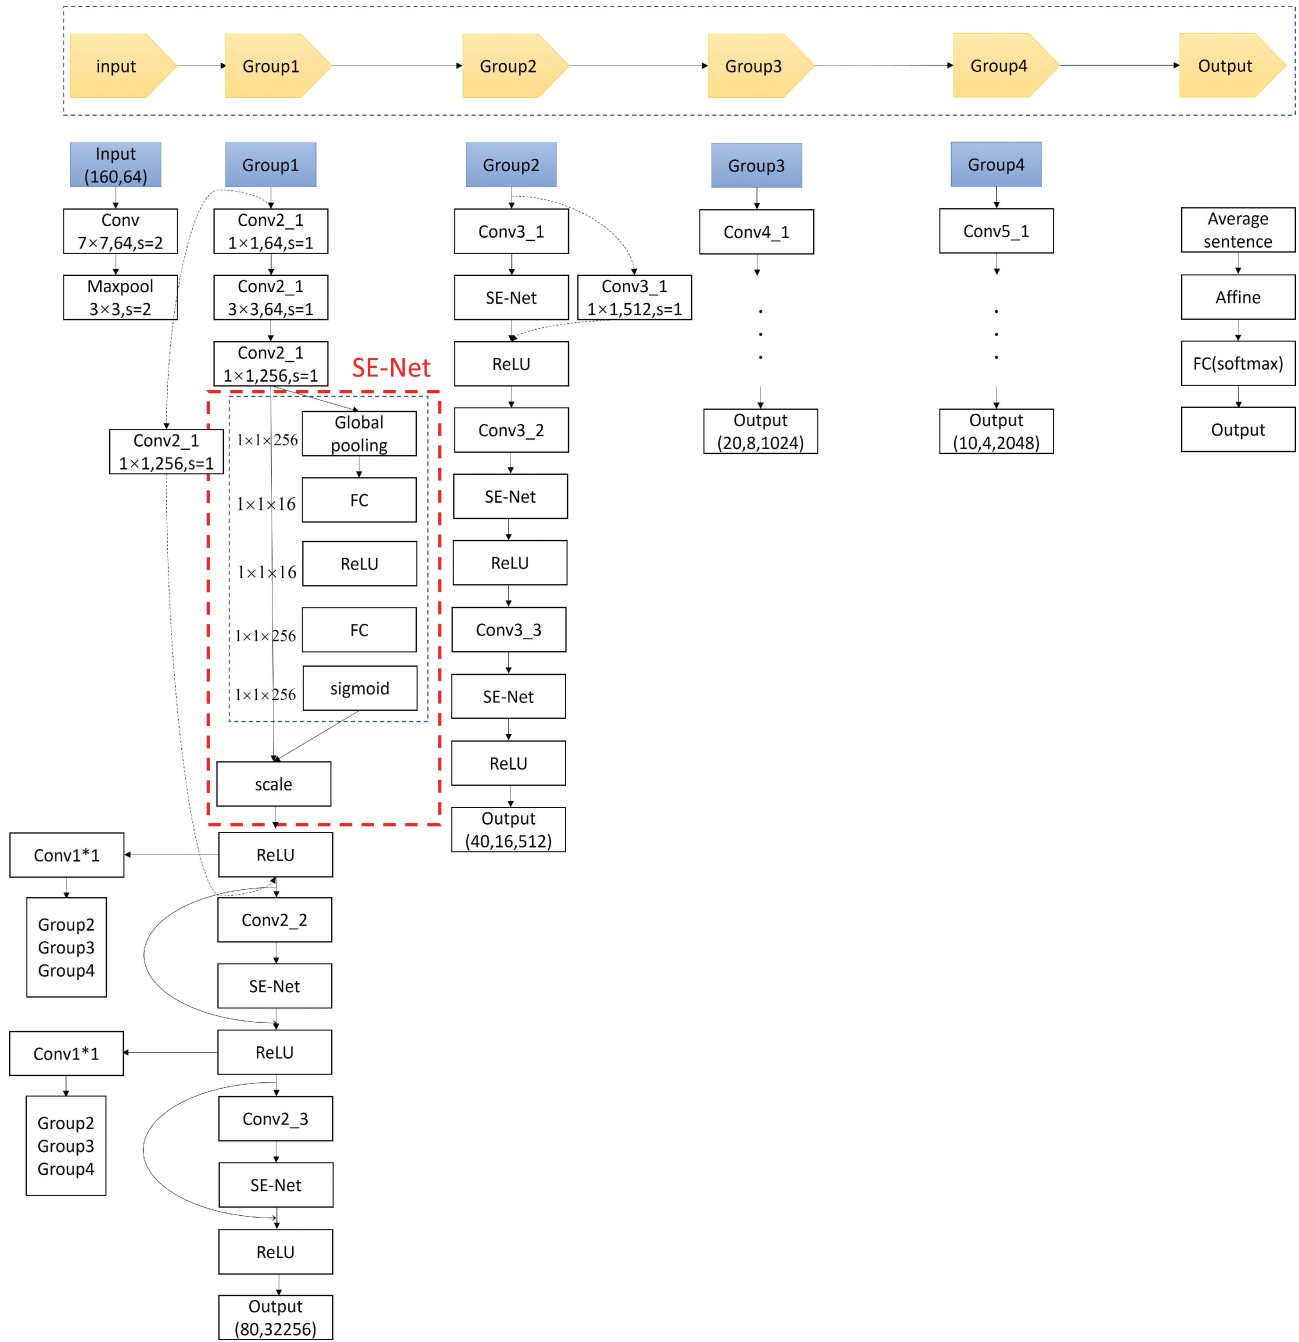 input
Group1
Group2
Group3
Group4
Output
Input
(160,64)
Conv
7×7,64,s=2
Maxpool
3×3,s=2
Group1
Conv2_1
1×1,64,s=1
Conv2_1
3×3,64,s=1
Conv2_1
1×1,256,s=1
SE-Net
Conv2_1
1×1,256,s=1
1×1×256
Global
pooling
1×1×16
FC
1×1×16
ReLU
1×1×256
FC
1×1×256
sigmoid
scale
ReLU
Conv1*1
Group2
Group3
Group4
Conv2_2
SE-Net
ReLU
Conv1*1
Group2
Group3
Group4
Conv2_3
SE-Net
ReLU
Output
(80,32256)
Group2
Conv3_1
SE-Net
Conv3_1
1×1,512,s=1
ReLU
Conv3_2
SE-Net
ReLU
Conv3_3
SE-Net
ReLU
Output
(40,16,512)
Group3
Conv4_1
Output
(20,8,1024)
Group4
Conv5_1
Output
(10,4,2048)
Average
sentence
Affine
FC(softmax)
Output